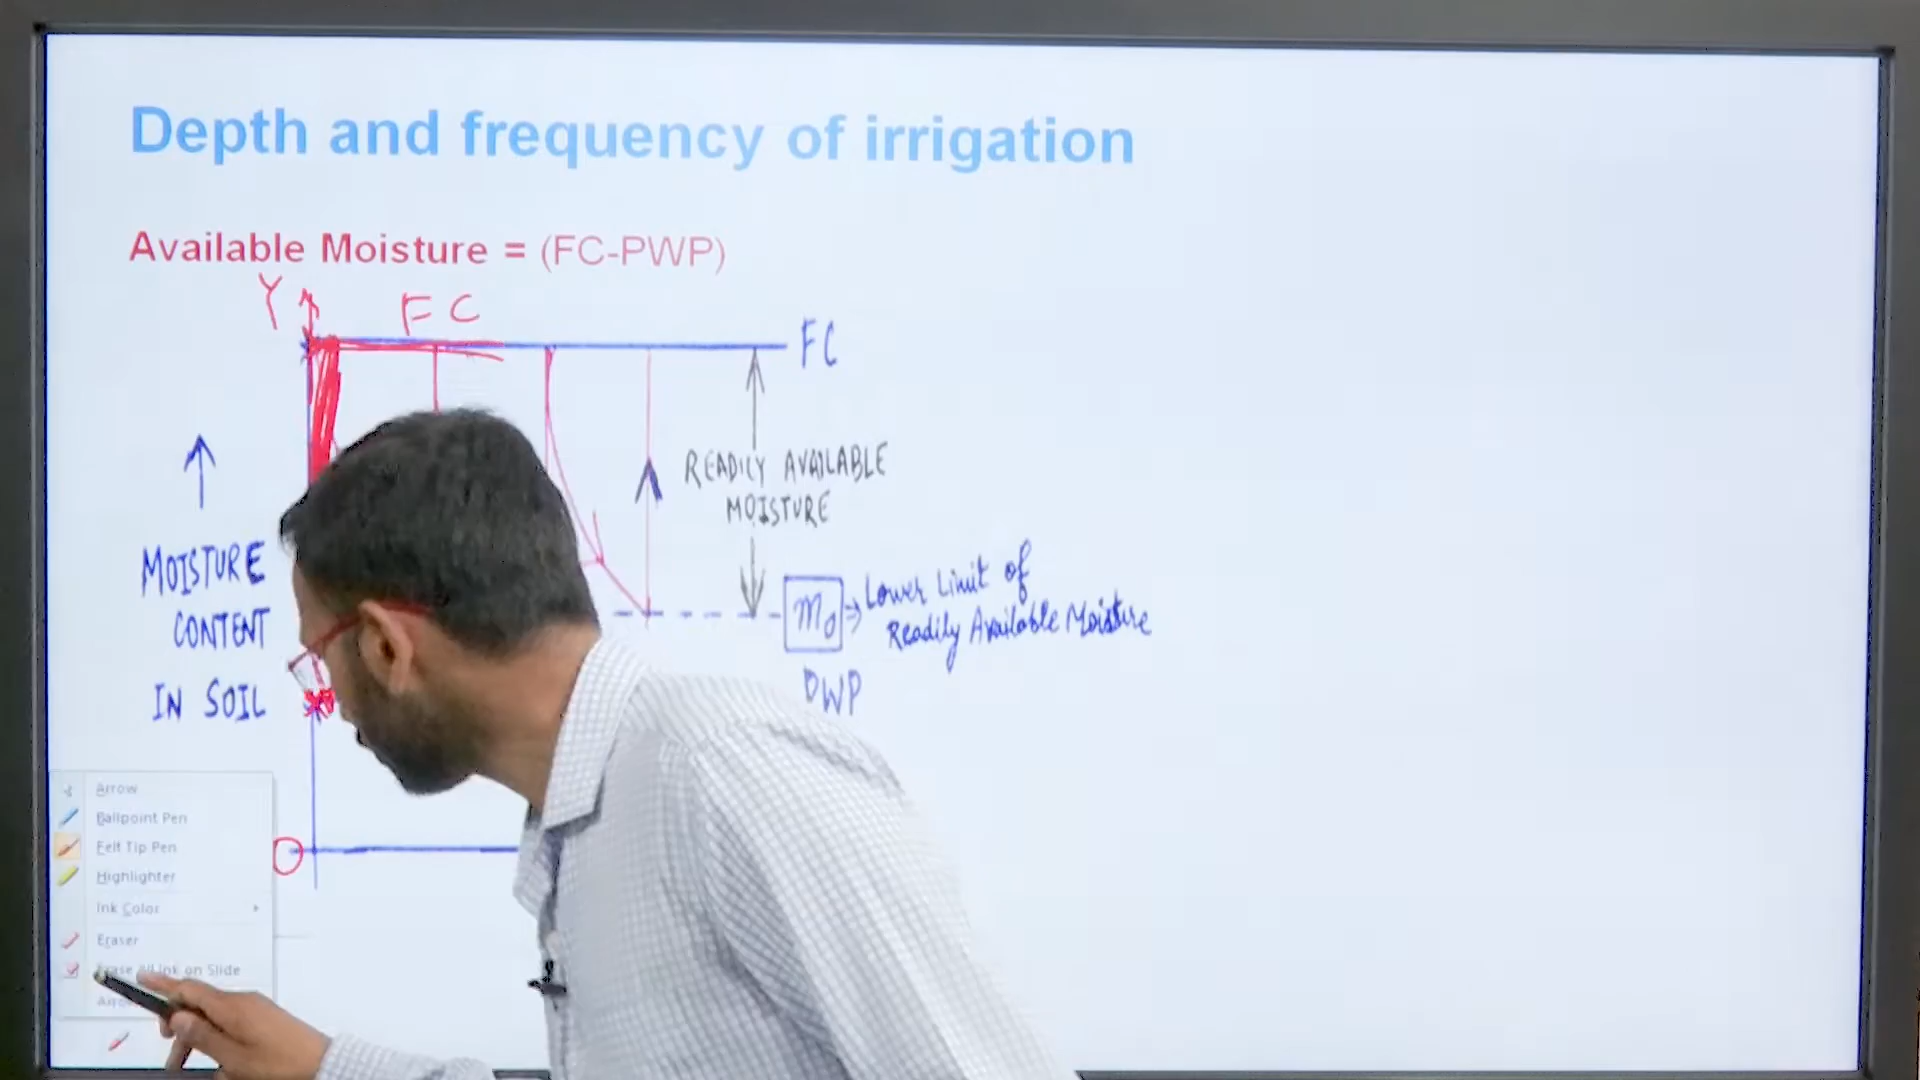 Depth and frequency of irrigation
Available Moisture = (FC-PWP)
Y
FC
FC
READILY AVAILABLE
MOISTURE
MOISTURE
CONTENT
IN SOIL
mo → Lower Limit of
Readily Available Moisture
PWP
Arrow
Ballpoint Pen
Felt Tip Pen
Highlighter
Ink Color
Eraser
Erase All Ink on Slide
O